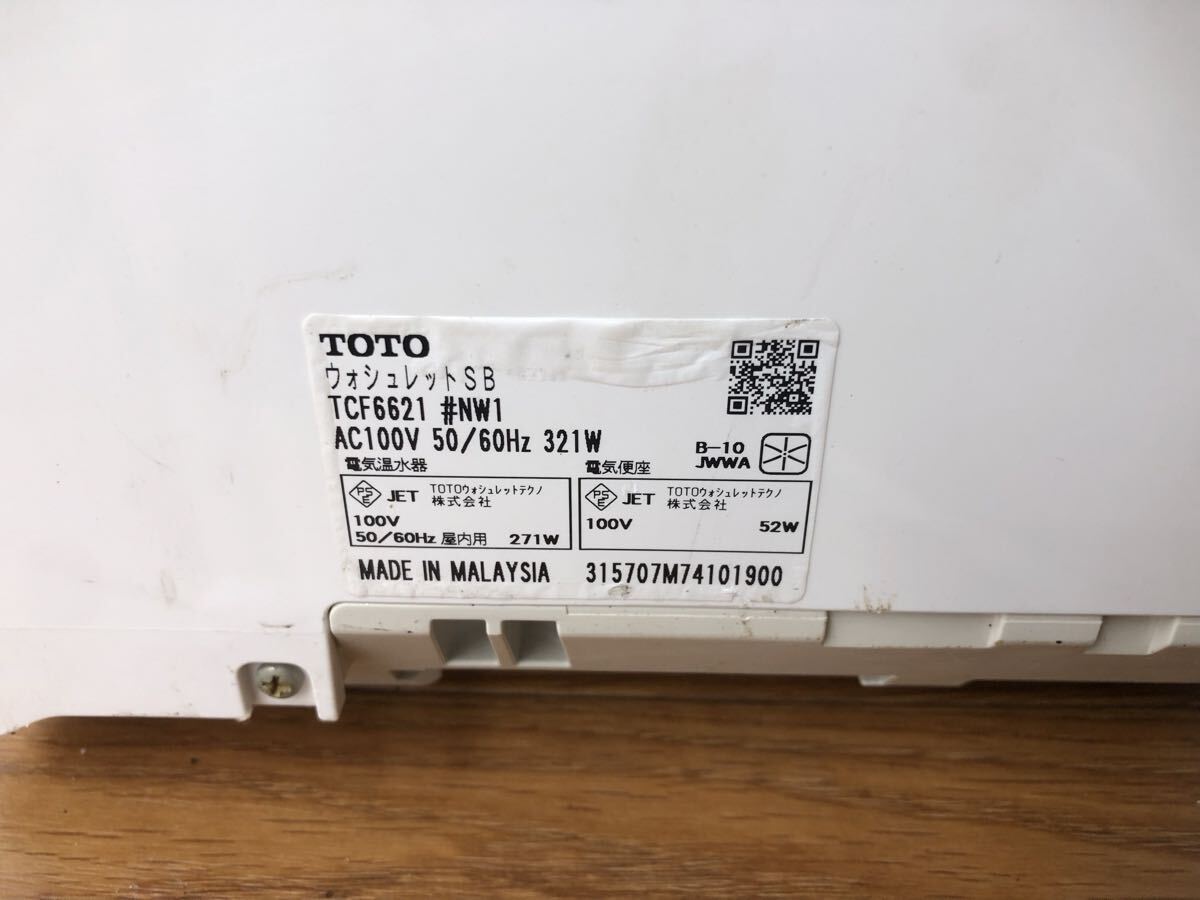 TOTO
ウォシュレットSB
TCF6621 #NW1
AC100V 50/60Hz 321W
B-10
JWWA
電気温水器
PSE JET TOTOウォシュレットテクノ
株式会社
100V
50/60Hz 屋内用 271W
電気便座
PSE JET TOTOウォシュレットテクノ
株式会社
100V 52W
MADE IN MALAYSIA 315707M74101900